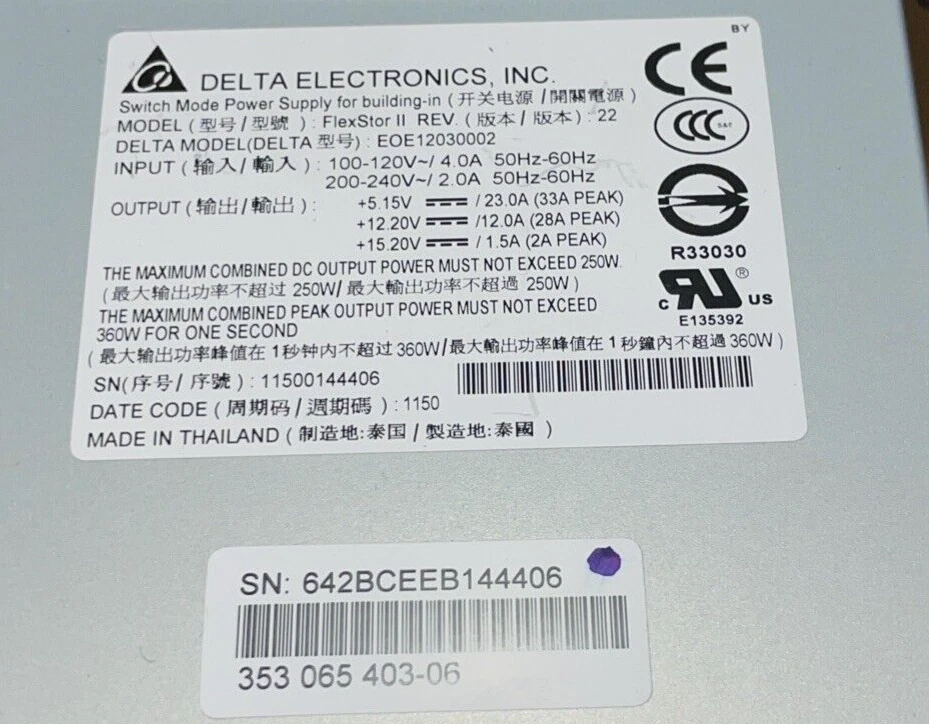 BY
DELTA ELECTRONICS, INC.
Switch Mode Power Supply for building-in (开关电源 /開關電源)
MODEL (型号/型號): FlexStor II REV. (版本/ 版本): 22
DELTA MODEL(DELTA 型号): EOE12030002
INPUT (输入/輸入): 100-120V~/ 4.0A 50Hz-60Hz
200-240V~/ 2.0A 50Hz-60Hz
OUTPUT (输出/輸出): +5.15V / 23.0A (33A PEAK)
+12.20V /12.0A (28A PEAK)
+15.20V / 1.5A (2A PEAK)
THE MAXIMUM COMBINED DC OUTPUT POWER MUST NOT EXCEED 250W.
(最大输出功率不超过 250W/ 最大輸出功率不超過 250W)
THE MAXIMUM COMBINED PEAK OUTPUT POWER MUST NOT EXCEED
360W FOR ONE SECOND
(最大输出功率峰值在 1秒钟内不超过 360W/最大輸出功率峰值在 1 秒鐘內不超過 360W)
SN(序号/ 序號): 11500144406
DATE CODE (周期码/週期碼): 1150
MADE IN THAILAND (制造地:泰国 / 製造地:泰國)
CE
CCC S&E
R33030
c RU ® US
E135392
SN: 642BCEEB144406
353 065 403-06